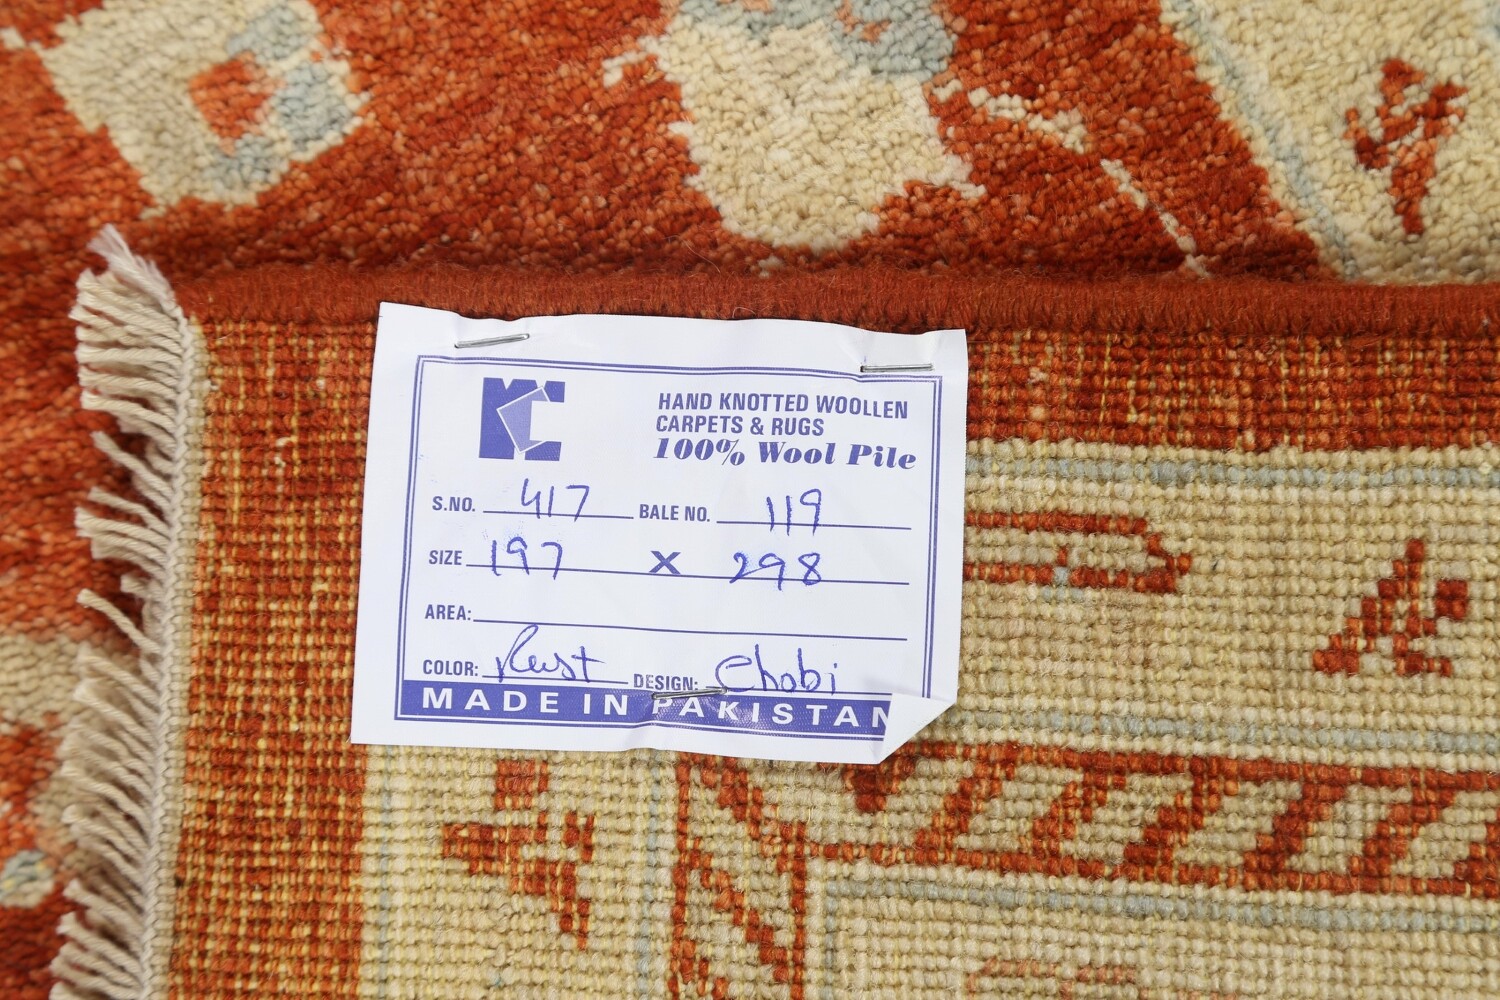 HAND KNOTTED WOOLLEN
CARPETS & RUGS
100% Wool Pile
S.NO. 417 BALE NO. 119
SIZE 197 X 298
AREA:
COLOR: Rust DESIGN: Chobi
MADE IN PAKISTAN